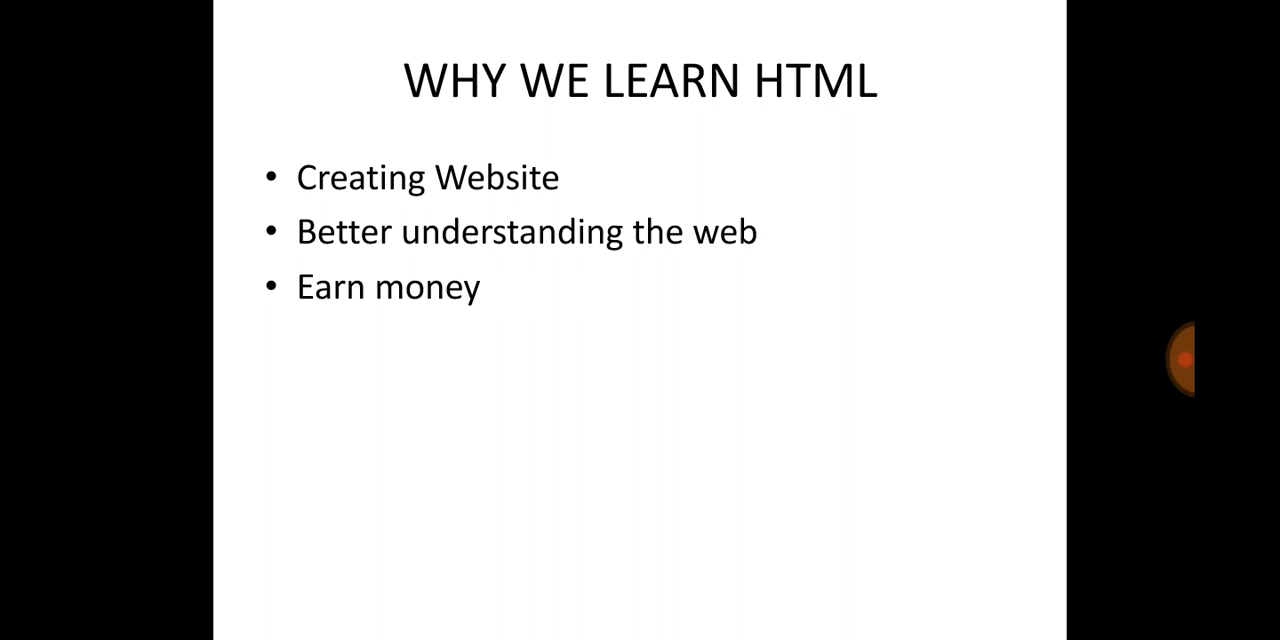 WHY WE LEARN HTML
• Creating Website
• Better understanding the web
• Earn money